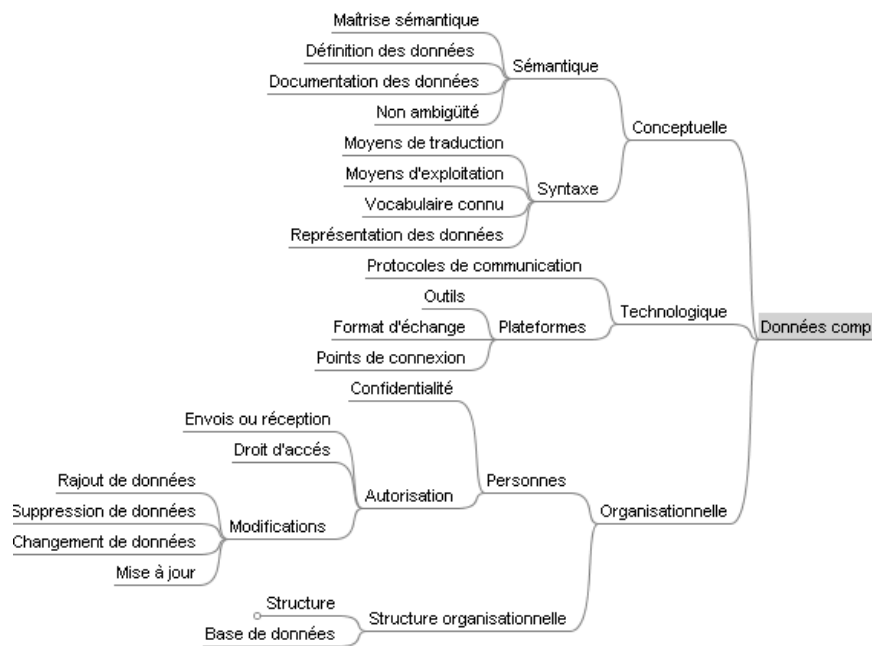 Maîtrise sémantique
Définition des données
Sémantique
Documentation des données
Non ambigüité
Conceptuelle
Moyens de traduction
Moyens d'exploitation
Syntaxe
Vocabulaire connu
Représentation des données
Protocoles de communication
Outils
Technologique
Format d'échange
Plateformes
Données comp
Points de connexion
Confidentialité
Envois ou réception
Droit d'accés
Personnes
Rajout de données
Autorisation
Suppression de données
Organisationnelle
Modifications
Changement de données
Mise à jour
Structure
Structure organisationnelle
Base de données